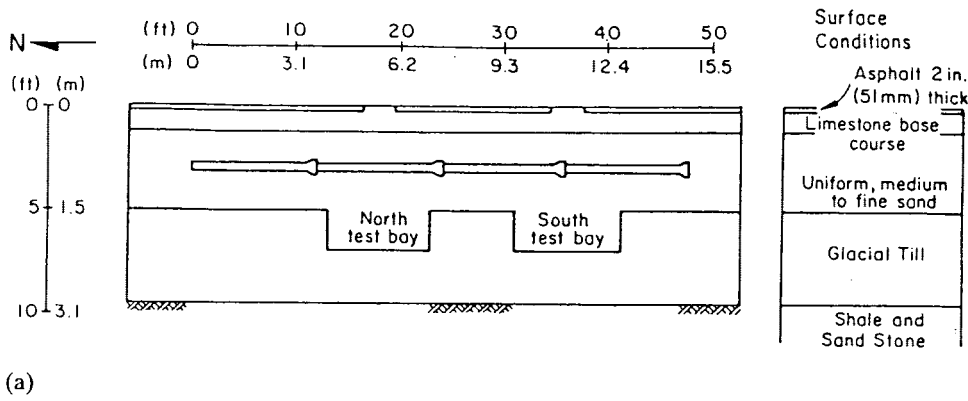 (ft) 0 10 20 30 40 50
N
(m) 0 3.1 6.2 9.3 12.4 15.5
(ft) (m)
0 0
5 1.5
10 3.1
North
test bay
South
test bay
Surface
Conditions
Asphalt 2 in.
(51mm) thick
Limestone base
course
Uniform, medium
to fine sand
Glacial Till
Shale and
Sand Stone
(a)